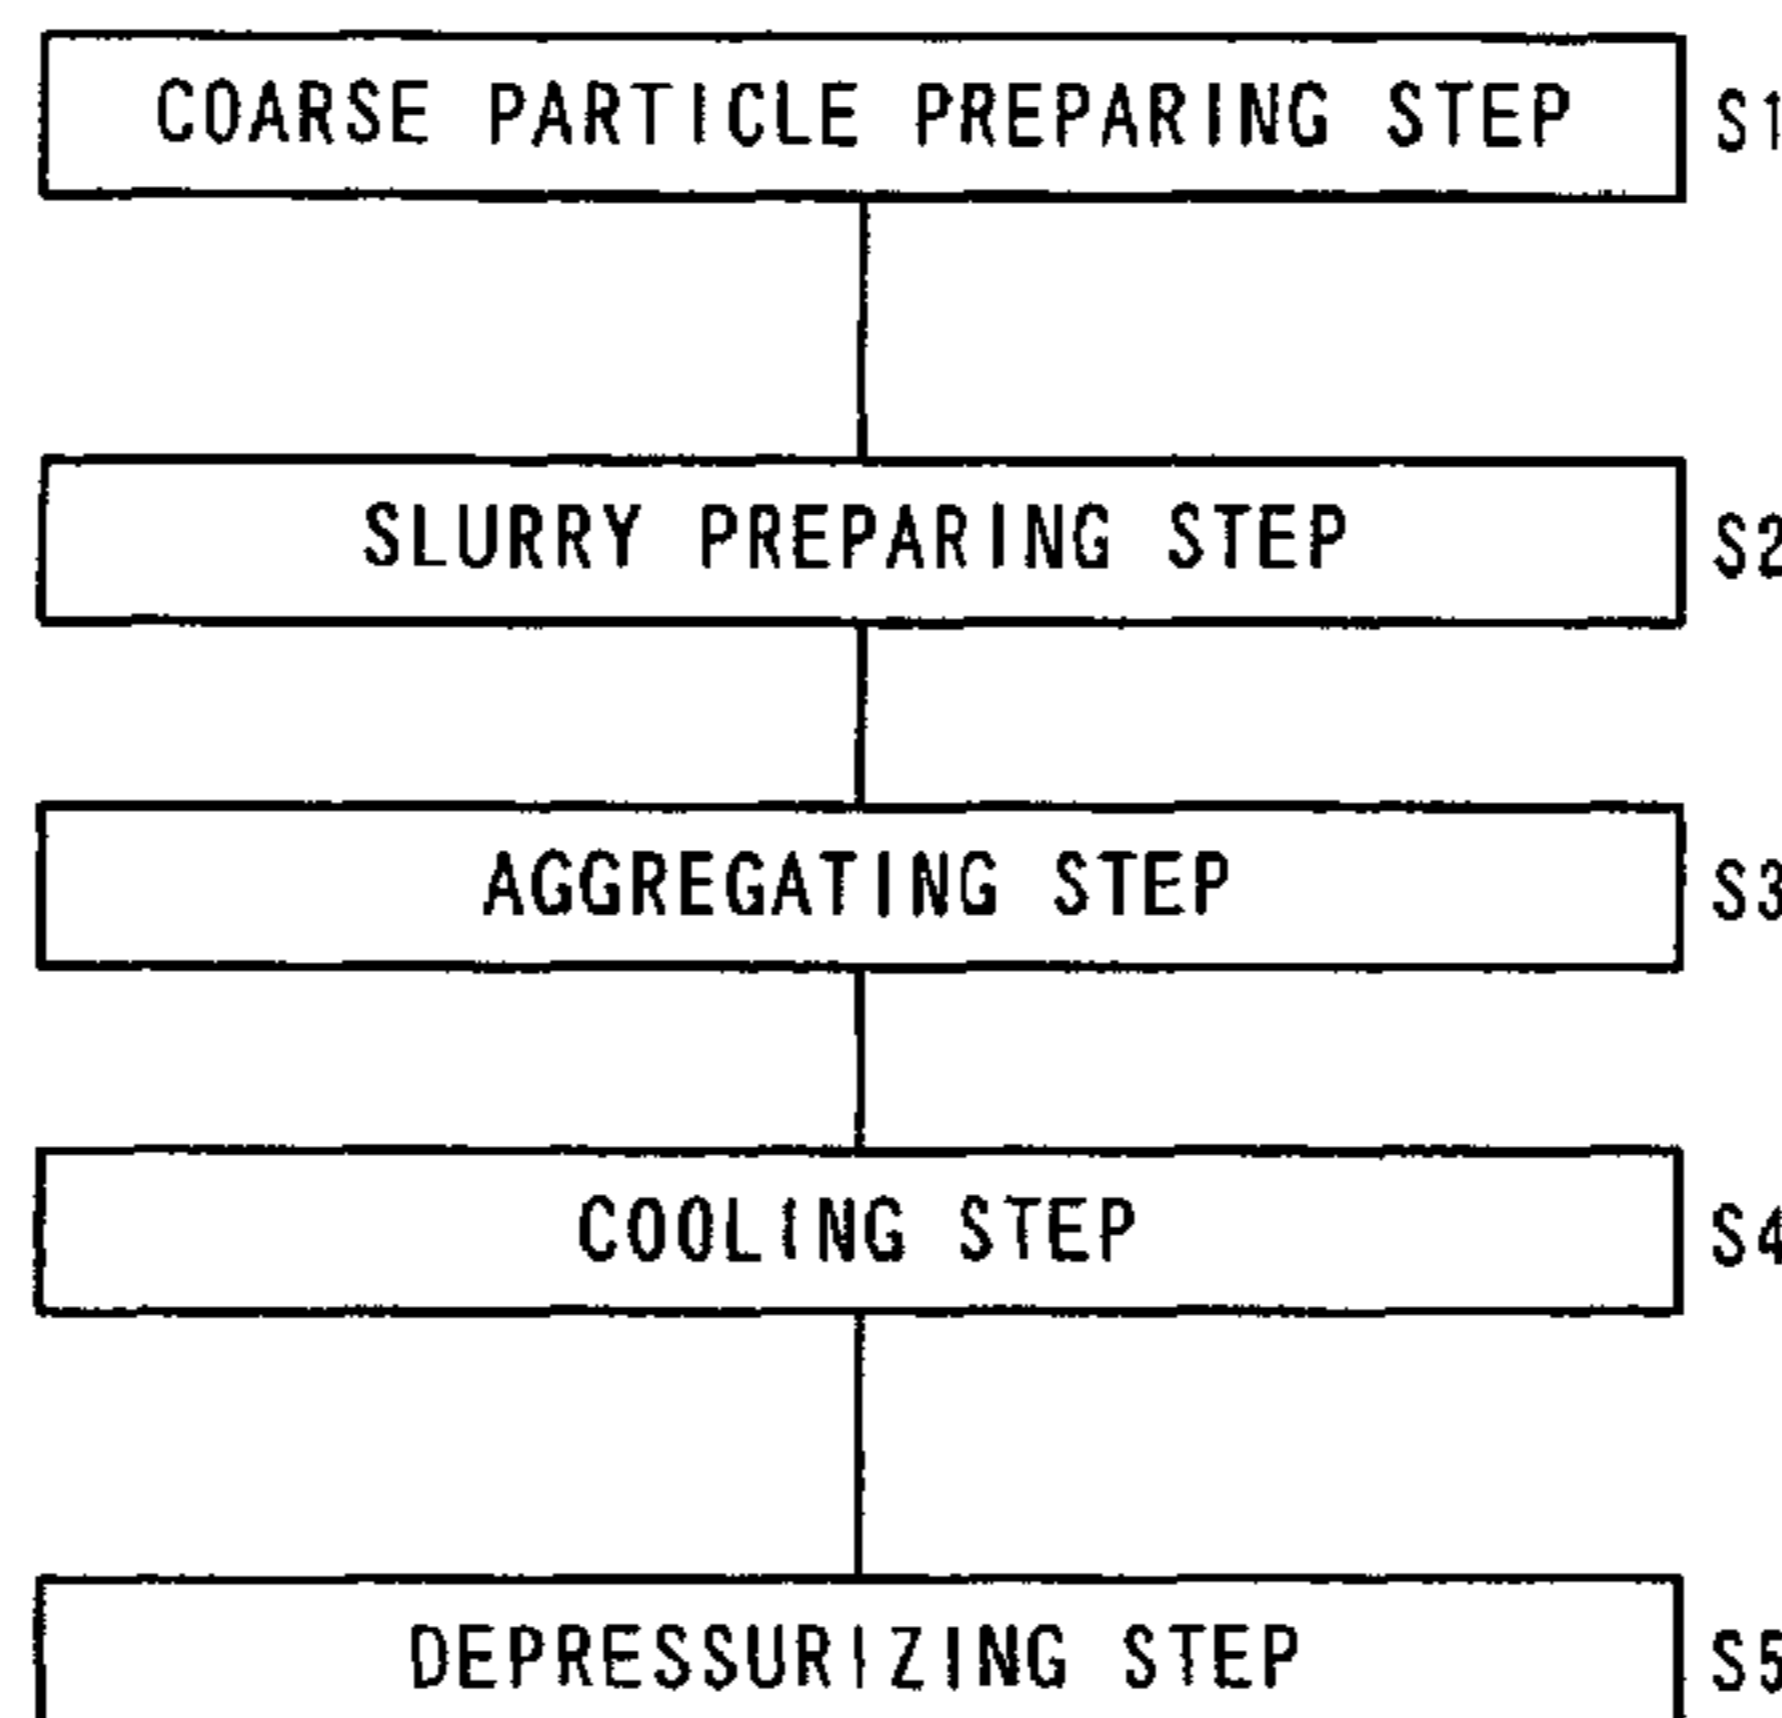 COARSE PARTICLE PREPARING STEP S1
SLURRY PREPARING STEP S2
AGGREGATING STEP S3
COOLING STEP S4
DEPRESSURIZING STEP S5